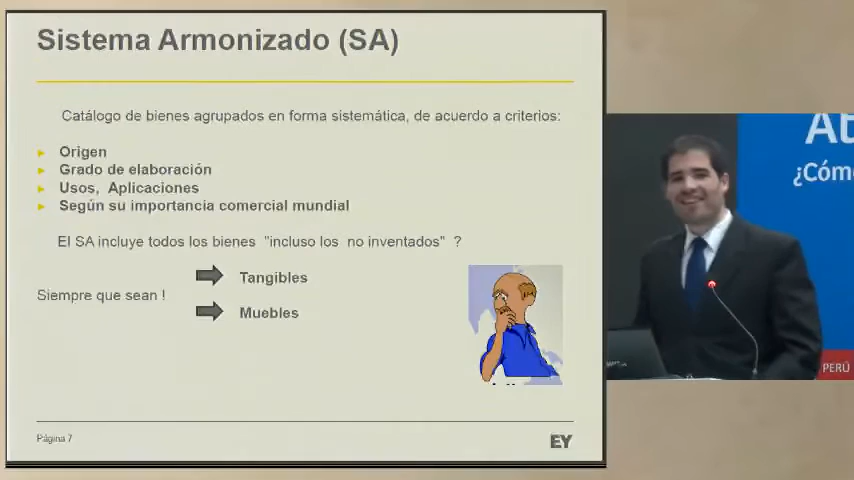 Sistema Armonizado (SA)
Catálogo de bienes agrupados en forma sistemática, de acuerdo a criterios:
Origen
Grado de elaboración
Usos, Aplicaciones
Según su importancia comercial mundial
El SA incluye todos los bienes "incluso los no inventados" ?
Siempre que sean !
Tangibles
Muebles
Página 7
EY
¿Cóm
PERÚ